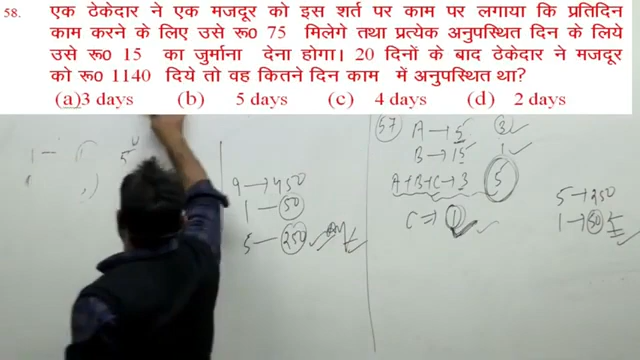 58. एक ठेकेदार ने एक मजदूर को इस शर्त पर काम पर लगाया कि प्रतिदिन
काम करने के लिए उसे रू0 75 मिलेगे तथा प्रत्येक अनुपस्थित दिन के लिये
उसे रू0 15 का जुर्माना देना होगा। 20 दिनों के बाद ठेकेदार ने मजदूर
को रू0 1140 दिये तो वह कितने दिन काम में अनुपस्थित था?
(a)3 days (b) 5 days (c) 4 days (d) 2 days
9→450
1-50
5-250
57 A→5 3
B→15 1
A+B+C→3 5
C⇒1
5→250
1→50